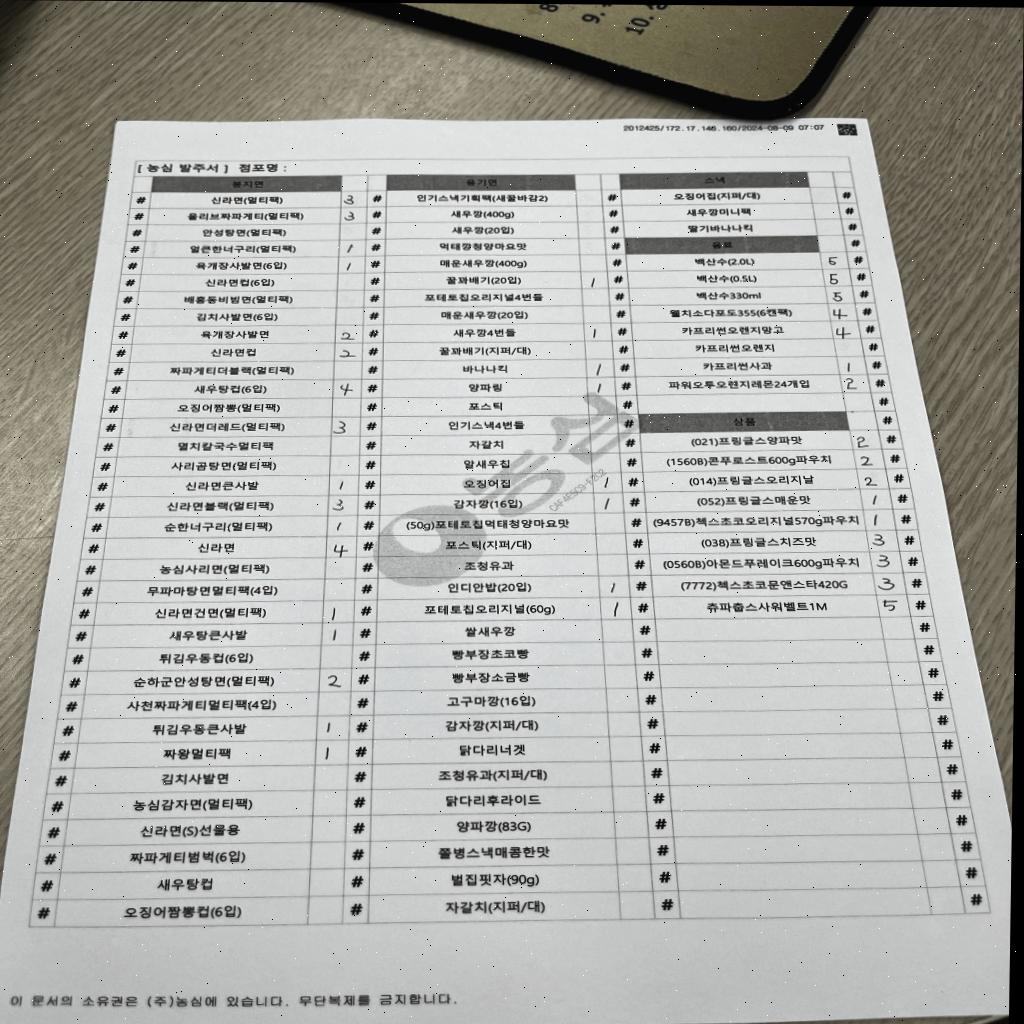 8
9.
10.
2012425/172.17.146.160/2024-08-09 07:07
[ 농심 발주서 ] 점포명 :
봉지면 용기면 스낵
# 신라면(멀티팩) 3 # 인기스낵기획팩(새꿀바감2) # 오징어집(지퍼/대) #
# 올리브짜파게티(멀티팩) 3 # 새우깡(400g) # 새우깡미니팩 #
# 안성탕면(멀티팩) # 새우깡(20입) # 딸기바나나킥 #
# 얼큰한너구리(멀티팩) 1 # 먹태깡청양마요맛 # 음료 #
# 육개장사발면(6입) 1 # 매운새우깡(400g) # 백산수(2.0L) 5 #
# 신라면컵(6입) # 꿀꽈배기(20입) 1 # 백산수(0.5L) 5 #
# 배홍동비빔면(멀티팩) # 포테토칩오리지널4번들 # 백산수330ml 5 #
# 김치사발면(6입) # 매운새우깡(20입) # 웰치소다포도355(6캔팩) 4 #
# 육개장사발면 2 # 새우깡4번들 1 # 카프리썬오렌지망고 4 #
# 신라면컵 2 # 꿀꽈배기(지퍼/대) # 카프리썬오렌지 #
# 짜파게티더블랙(멀티팩) # 바나나킥 1 # 카프리썬사과 1 #
# 새우탕컵(6입) 4 # 양파링 1 # 파워오투오렌지레몬24개입 2 #
# 오징어짬뽕(멀티팩) # 포스틱 # #
# 신라면더레드(멀티팩) 3 # 인기스낵4번들 # 상품 #
# 멸치칼국수멀티팩 # 자갈치 # (021)프링글스양파맛 2 #
# 사리곰탕면(멀티팩) # 알새우칩 # (1560B)콘푸로스트600g파우치 2 #
# 신라면큰사발 1 # 오징어집 1 # (014)프링글스오리지날 2 #
# 신라면블랙(멀티팩) 3 # 감자깡(16입) 1 # (052)프링글스매운맛 1 #
# 순한너구리(멀티팩) 1 # (50g)포테토칩먹태청양마요맛 # (9457B)첵스초코오리지널570g파우치 1 #
# 신라면 4 # 포스틱(지퍼/대) # (038)프링글스치즈맛 3 #
# 농심사리면(멀티팩) # 조청유과 # (0560B)아몬드푸레이크600g파우치 3 #
# 무파마탕면멀티팩(4입) # 인디안밥(20입) 1 # (7772)첵스초코문앤스타420G 3 #
# 신라면건면(멀티팩) 1 # 포테토칩오리지널(60g) 1 # 츄파춥스사워벨트1M 5 #
# 새우탕큰사발 1 # 쌀새우깡 # #
# 튀김우동컵(6입) # 빵부장초코빵 # #
# 순하군안성탕면(멀티팩) 2 # 빵부장소금빵 # #
# 사천짜파게티멀티팩(4입) # 고구마깡(16입) # #
# 튀김우동큰사발 1 # 감자깡(지퍼/대) # #
# 짜왕멀티팩 1 # 닭다리너겟 # #
# 김치사발면 # 조청유과(지퍼/대) # #
# 농심감자면(멀티팩) # 닭다리후라이드 # #
# 신라면(S)선물용 # 양파깡(83G) # #
# 짜파게티범벅(6입) # 쫄병스낵매콤한맛 # #
# 새우탕컵 # 벌집핏자(90g) # #
# 오징어짬뽕컵(6입) # 자갈치(지퍼/대) # #
농심
이 문서의 소유권은 (주)농심에 있습니다. 무단복제를 금지합니다.